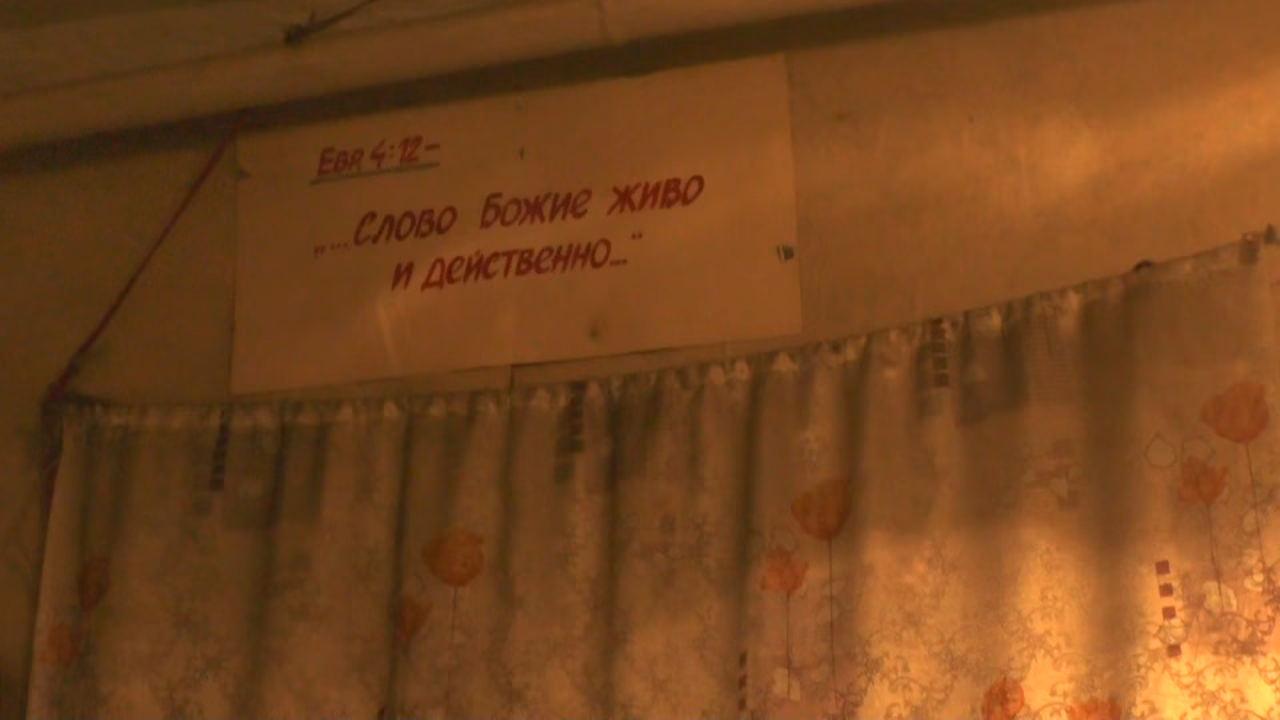 Евр 4:12-
„...Слово Божие живо
и действенно..."